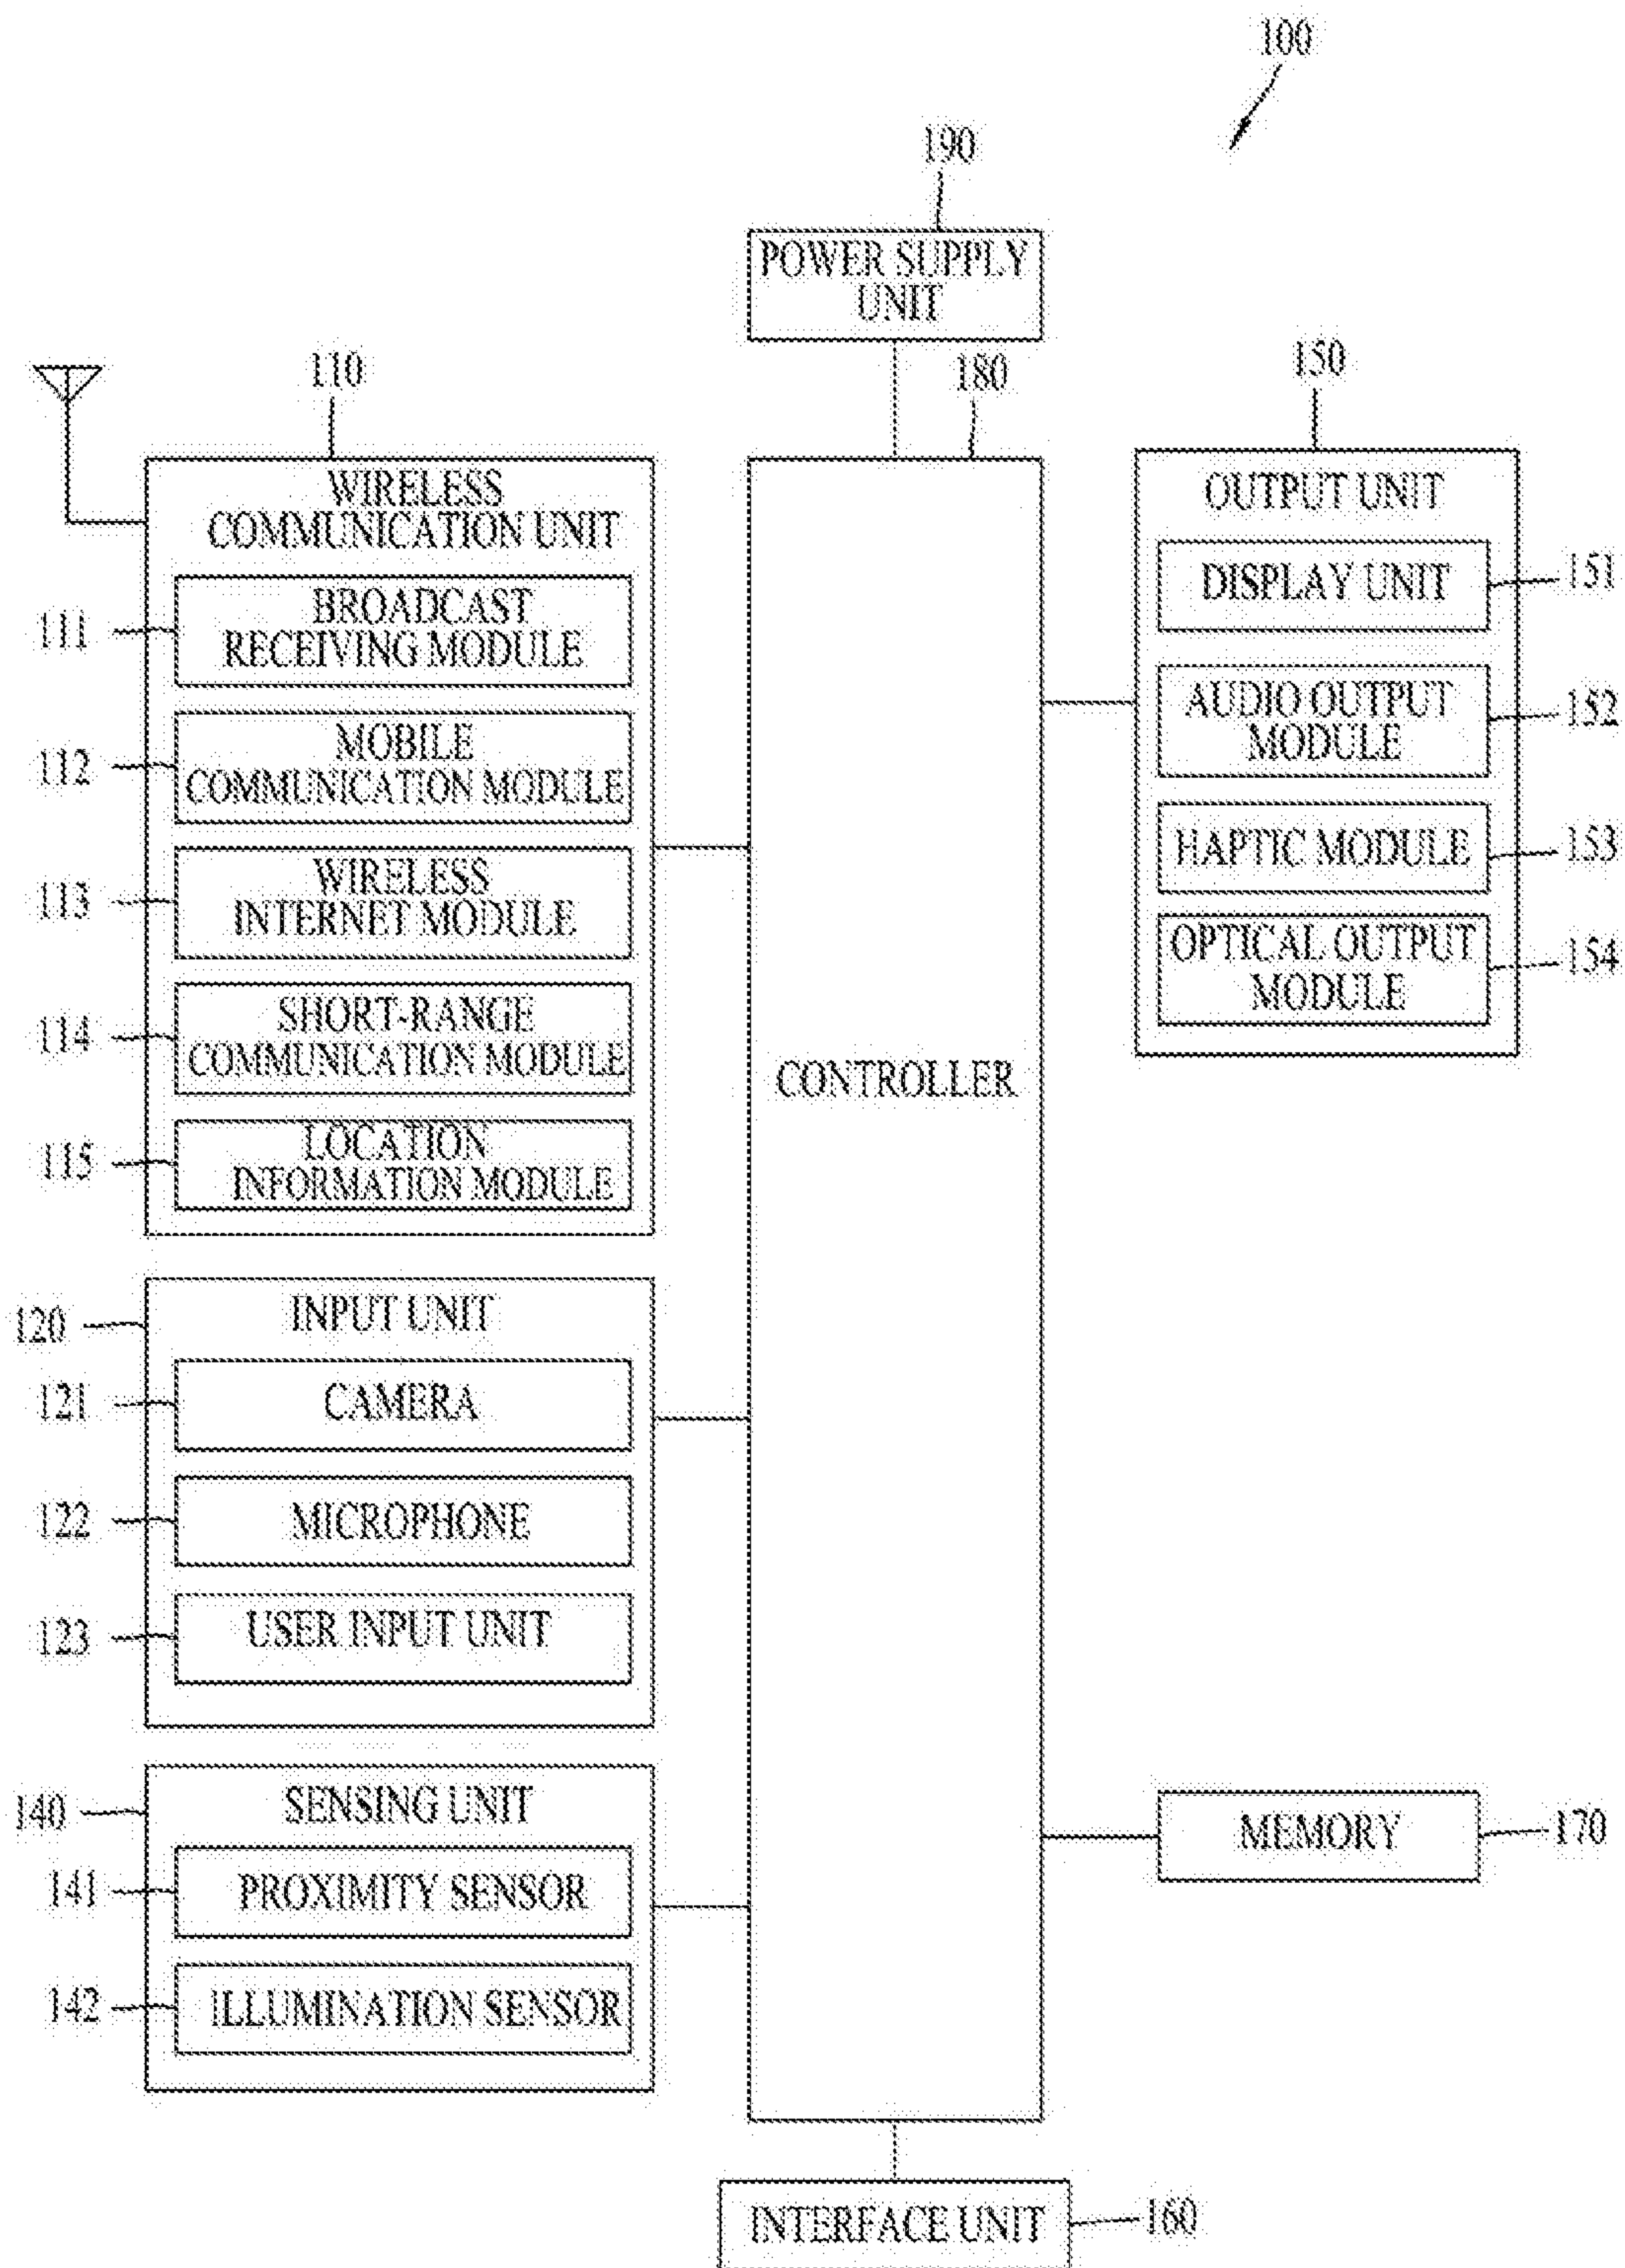 100
190
POWER SUPPLY
UNIT
110
180
150
WIRELESS
COMMUNICATION UNIT
111
BROADCAST
RECEIVING MODULE
112
MOBILE
COMMUNICATION MODULE
113
WIRELESS
INTERNET MODULE
114
SHORT-RANGE
COMMUNICATION MODULE
115
LOCATION
INFORMATION MODULE
120
INPUT UNIT
121
CAMERA
122
MICROPHONE
123
USER INPUT UNIT
140
SENSING UNIT
141
PROXIMITY SENSOR
142
ILLUMINATION SENSOR
CONTROLLER
OUTPUT UNIT
DISPLAY UNIT
151
AUDIO OUTPUT
MODULE
152
HAPTIC MODULE
153
OPTICAL OUTPUT
MODULE
154
MEMORY
170
INTERFACE UNIT
160